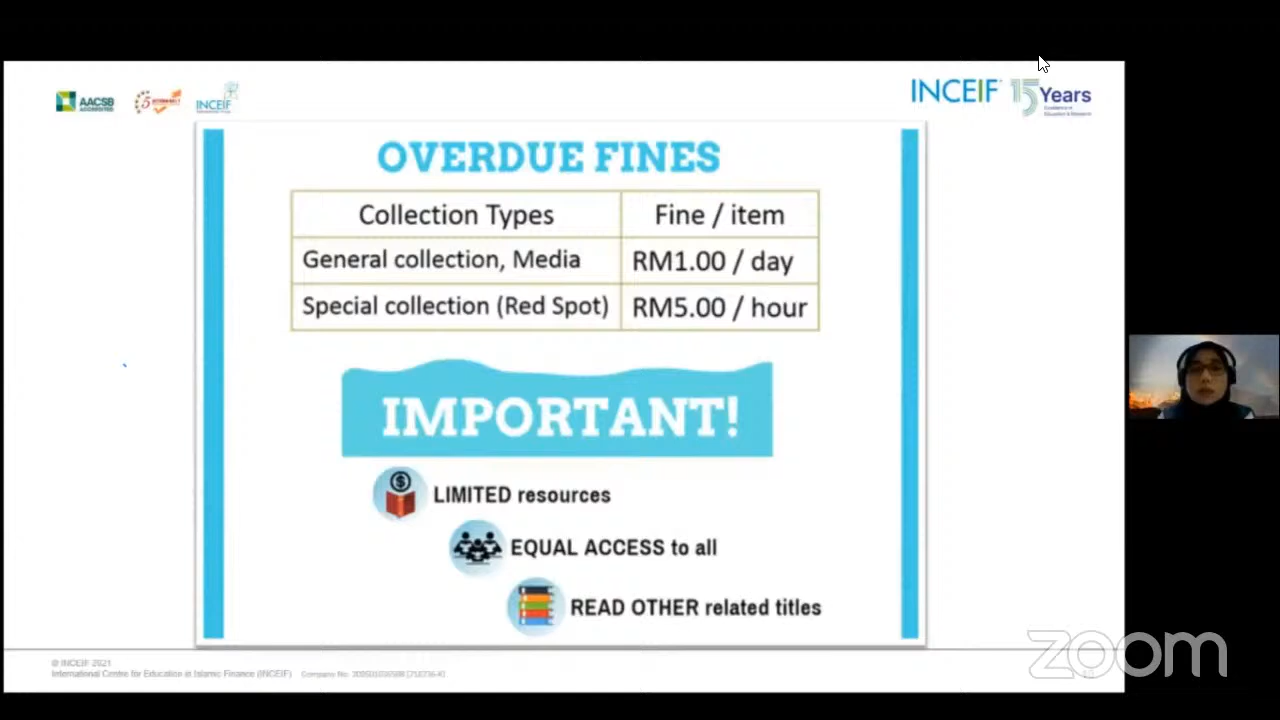 AACSB
ACCREDITED
INCEIF
INCEIF 15 Years
OVERDUE FINES
Collection Types Fine / item
General collection, Media RM1.00 / day
Special collection (Red Spot) RM5.00 / hour
IMPORTANT!
LIMITED resources
EQUAL ACCESS to all
READ OTHER related titles
© INCEIF 2021
International Centre for Education in Islamic Finance (INCEIF) Company No.
zoom